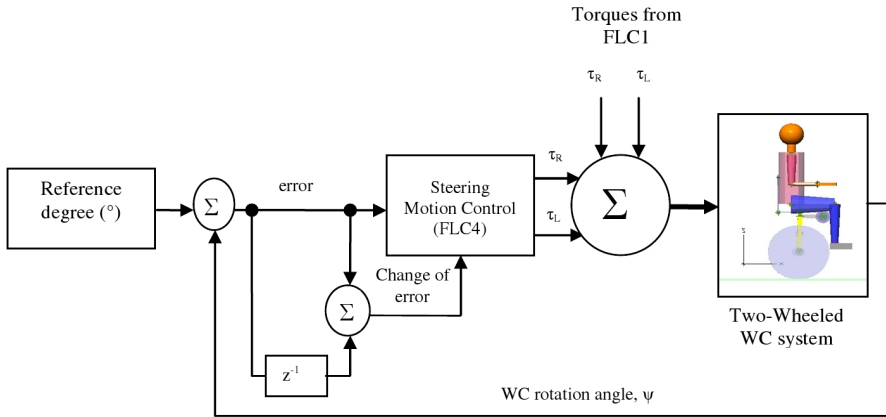 Torques from
FLC1
τR
τL
Reference
degree (°)
Σ
error
Steering
Motion Control
(FLC4)
τR
τL
Σ
Change of
error
Σ
z-1
z
x
Two-Wheeled
WC system
WC rotation angle, ψ